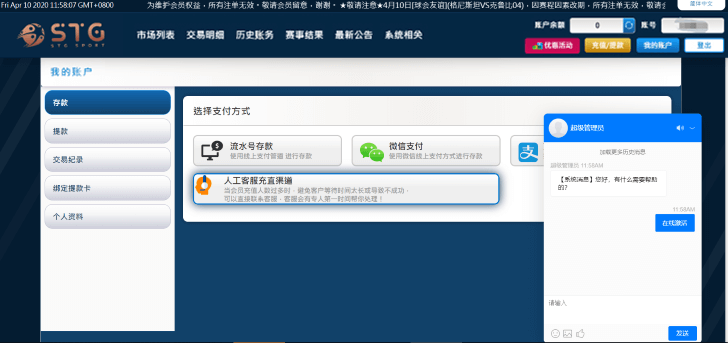 Fri Apr 10 2020 11:58:07 GMT+0800
为维护会员权益，所有注单无效，敬请会员留意，谢谢。★敬请注意★4月10日[球会友谊](格尼斯坦VS克鲁比04)，因赛程因素改期，所有注单无效，敬请会
简体中文
STG
STG SPORT
市场列表 交易明细 历史账务 赛事结果 最新公告 系统相关
账户余额 0 账号
优惠活动 充值/提款 我的账户 登出
我的账户
存款
提款
交易纪录
绑定提款卡
个人资料
选择支付方式
流水号存款
使用线上支付管道 进行存款
微信支付
使用微信线上支付方式进行存款
支
人工客服充直渠道
当会员充值人数过多时，避免客户等待时间太长或导致不成功，
可以直接联系客服，客服会有专人第一时间帮你处理！
超级管理员
加载更多历史消息
超级管理员 11:58AM
【系统消息】您好，有什么需要帮助的？
11:58AM
在线激活
请输入
发送